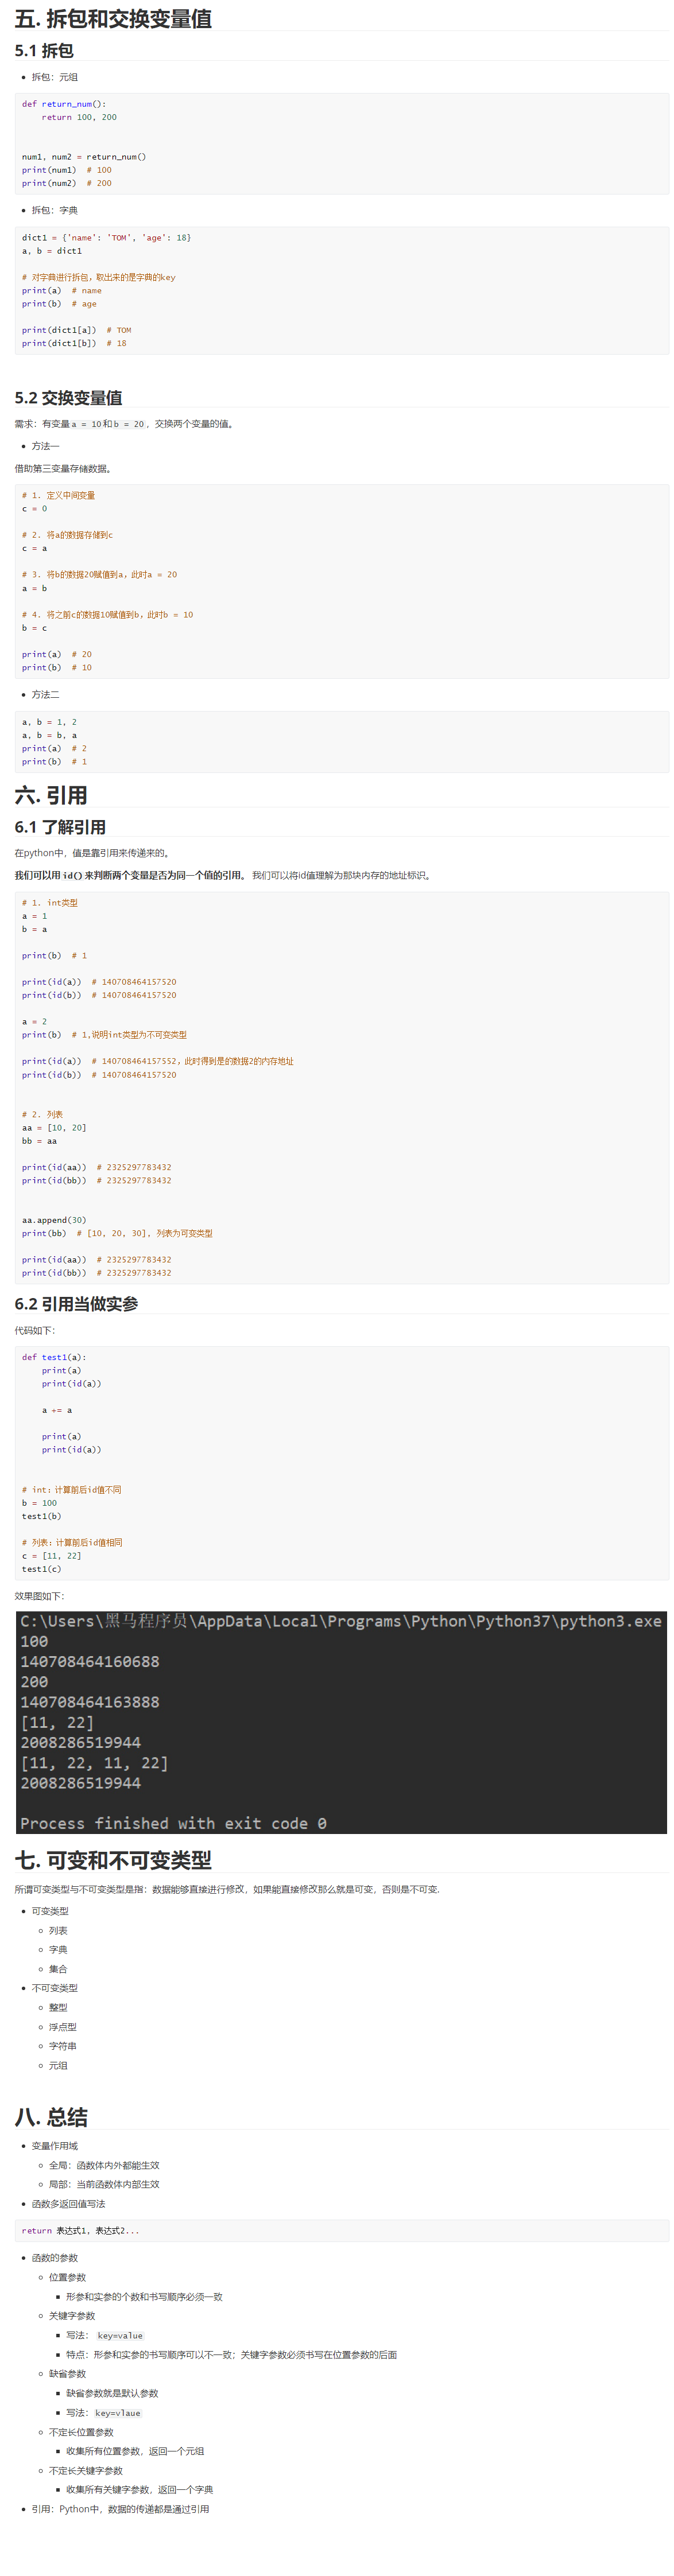 五. 拆包和交换变量值
5.1 拆包
拆包：元组
def return_num():
    return 100, 200
num1, num2 = return_num()
print(num1)  # 100
print(num2)  # 200
拆包：字典
dict1 = {'name': 'TOM', 'age': 18}
a, b = dict1
# 对字典进行拆包，取出来的是字典的key
print(a)  # name
print(b)  # age
print(dict1[a])  # TOM
print(dict1[b])  # 18
5.2 交换变量值
需求：有变量a = 10和b = 20，交换两个变量的值。
方法一
借助第三变量存储数据。
# 1. 定义中间变量
c = 0
# 2. 将a的数据存储到c
c = a
# 3. 将b的数据20赋值到a，此时a = 20
a = b
# 4. 将之前c的数据10赋值到b，此时b = 10
b = c
print(a)  # 20
print(b)  # 10
方法二
a, b = 1, 2
a, b = b, a
print(a)  # 2
print(b)  # 1
六. 引用
6.1 了解引用
在python中，值是靠引用来传递来的。
我们可以用id()来判断两个变量是否为同一个值的引用。 我们可以将id值理解为那块内存的地址标识。
# 1. int类型
a = 1
b = a
print(b)  # 1
print(id(a))  # 140708464157520
print(id(b))  # 140708464157520
a = 2
print(b)  # 1,说明int类型为不可变类型
print(id(a))  # 140708464157552，此时得到是的数据2的内存地址
print(id(b))  # 140708464157520
# 2. 列表
aa = [10, 20]
bb = aa
print(id(aa))  # 2325297783432
print(id(bb))  # 2325297783432
aa.append(30)
print(bb)  # [10, 20, 30], 列表为可变类型
print(id(aa))  # 2325297783432
print(id(bb))  # 2325297783432
6.2 引用当做实参
代码如下：
def test1(a):
    print(a)
    print(id(a))
    a += a
    print(a)
    print(id(a))
# int：计算前后id值不同
b = 100
test1(b)
# 列表：计算前后id值相同
c = [11, 22]
test1(c)
效果图如下：
C:\Users\黑马程序员\AppData\Local\Programs\Python\Python37\python3.exe
100
140708464160688
200
140708464163888
[11, 22]
2008286519944
[11, 22, 11, 22]
2008286519944
Process finished with exit code 0
七. 可变和不可变类型
所谓可变类型与不可变类型是指：数据能够直接进行修改，如果能直接修改那么就是可变，否则是不可变.
可变类型
列表
字典
集合
不可变类型
整型
浮点型
字符串
元组
八. 总结
变量作用域
全局：函数体内外都能生效
局部：当前函数体内部生效
函数多返回值写法
return 表达式1, 表达式2...
函数的参数
位置参数
形参和实参的个数和书写顺序必须一致
关键字参数
写法： key=value
特点：形参和实参的书写顺序可以不一致；关键字参数必须书写在位置参数的后面
缺省参数
缺省参数就是默认参数
写法：key=vlaue
不定长位置参数
收集所有位置参数，返回一个元组
不定长关键字参数
收集所有关键字参数，返回一个字典
引用：Python中，数据的传递都是通过引用